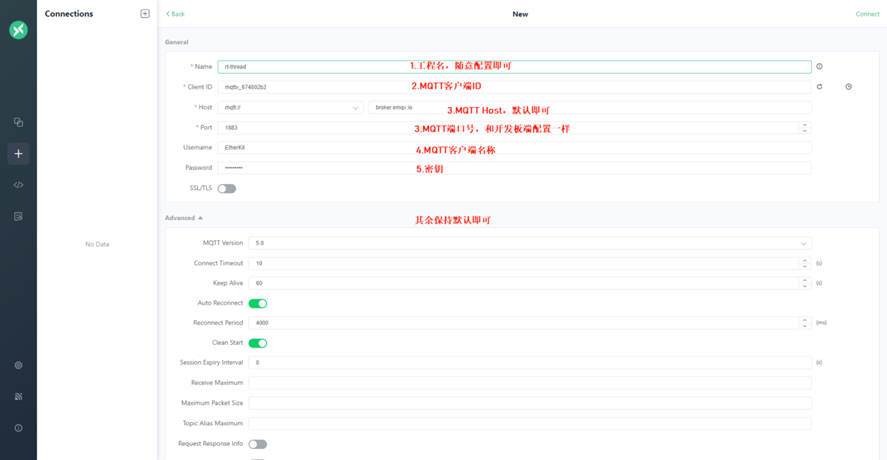 Connections
Back
New
Connect
General
* Name
rt-thread
1.工程名，随意配置即可
* Client ID
mqttx_674802b2
2.MQTT客户端ID
* Host
mqtt://
broker.emqx.io
3.MQTT Host，默认即可
* Port
1883
3.MQTT端口号，和开发板端配置一样
Username
EtherKit
4.MQTT客户端名称
Password
•••••••••
5.密钥
SSL/TLS
Advanced
其余保持默认即可
No Data
MQTT Version
5.0
Connect Timeout
10
(s)
Keep Alive
60
(s)
Auto Reconnect
Reconnect Period
4000
(ms)
Clean Start
Session Expiry Interval
0
(s)
Receive Maximum
Maximum Packet Size
Topic Alias Maximum
Request Response Info